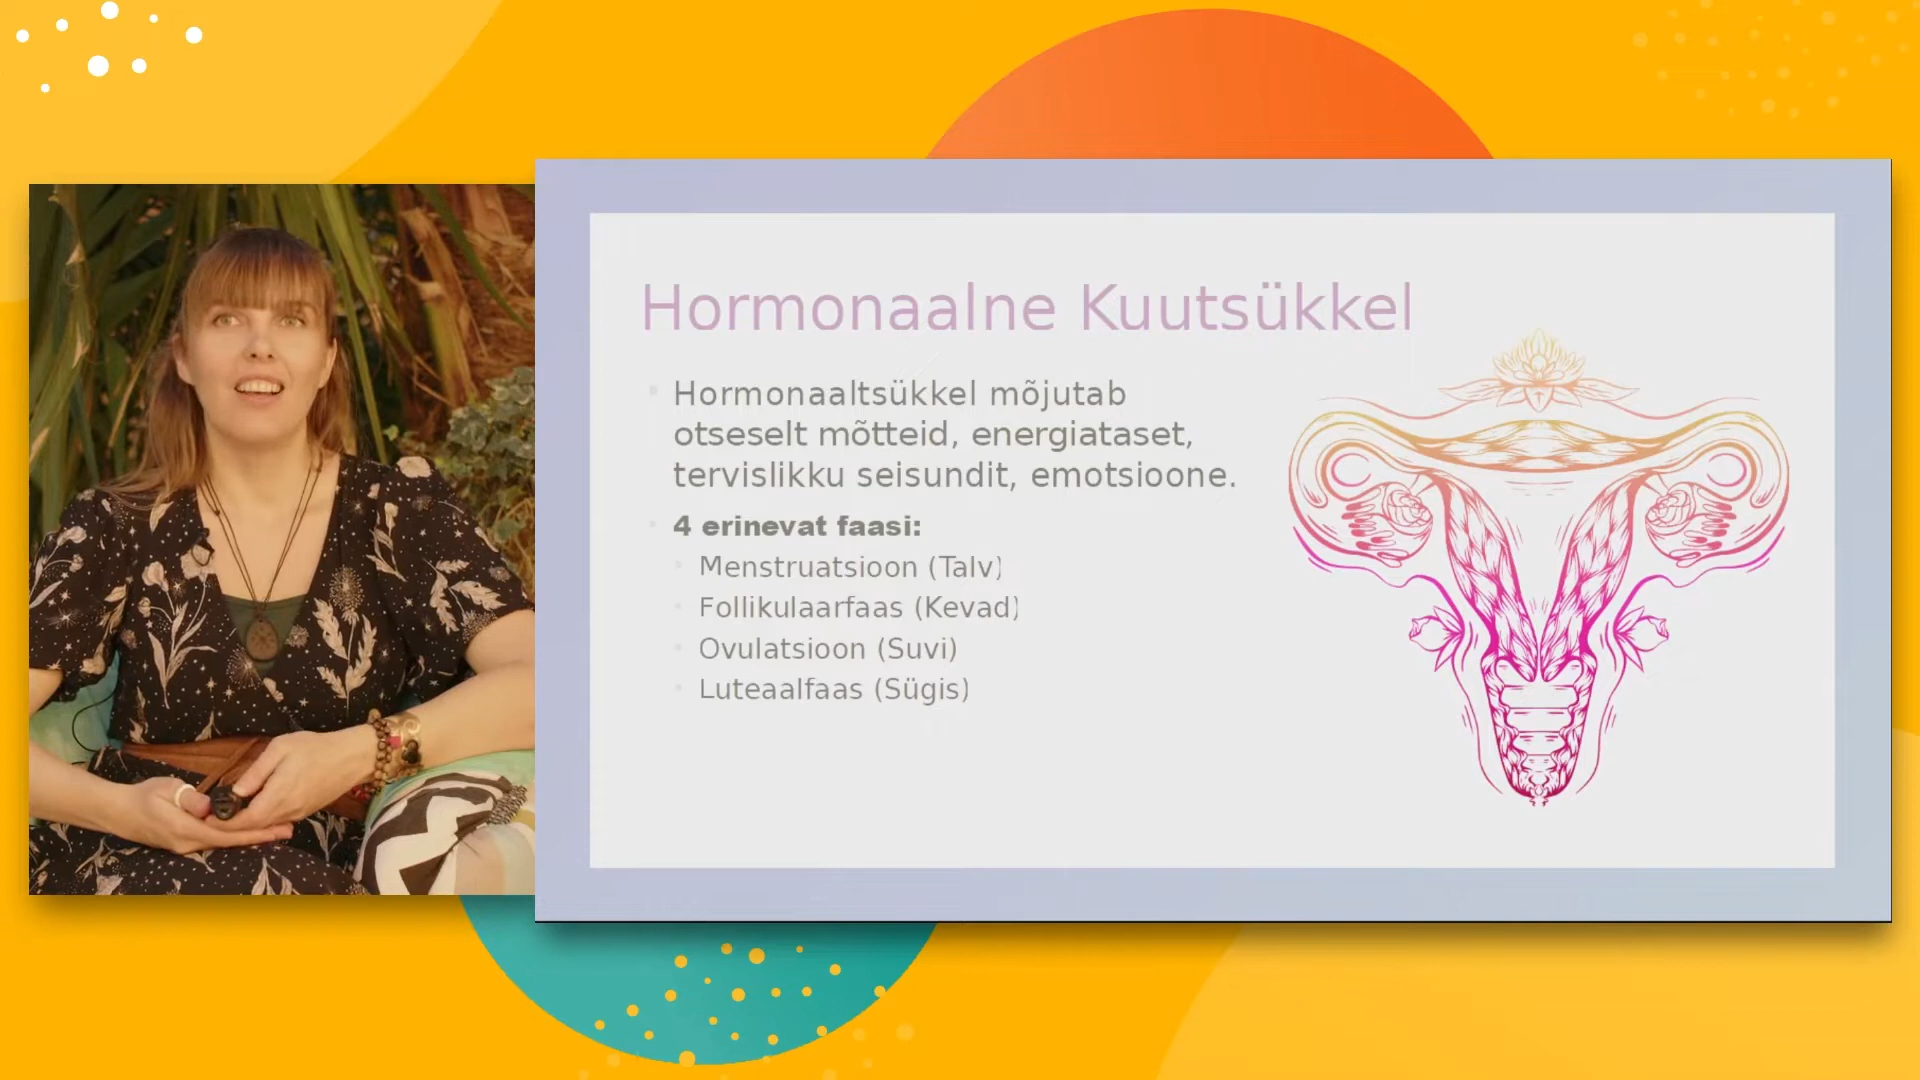 Hormonaalne Kuutsükkel
Hormonaaltsükkel mõjutab
otseselt mõtteid, energiataset,
tervislikku seisundit, emotsioone.
4 erinevat faasi:
Menstruatsioon (Talv)
Follikulaarfaas (Kevad)
Ovulatsioon (Suvi)
Luteaalfaas (Sügis)